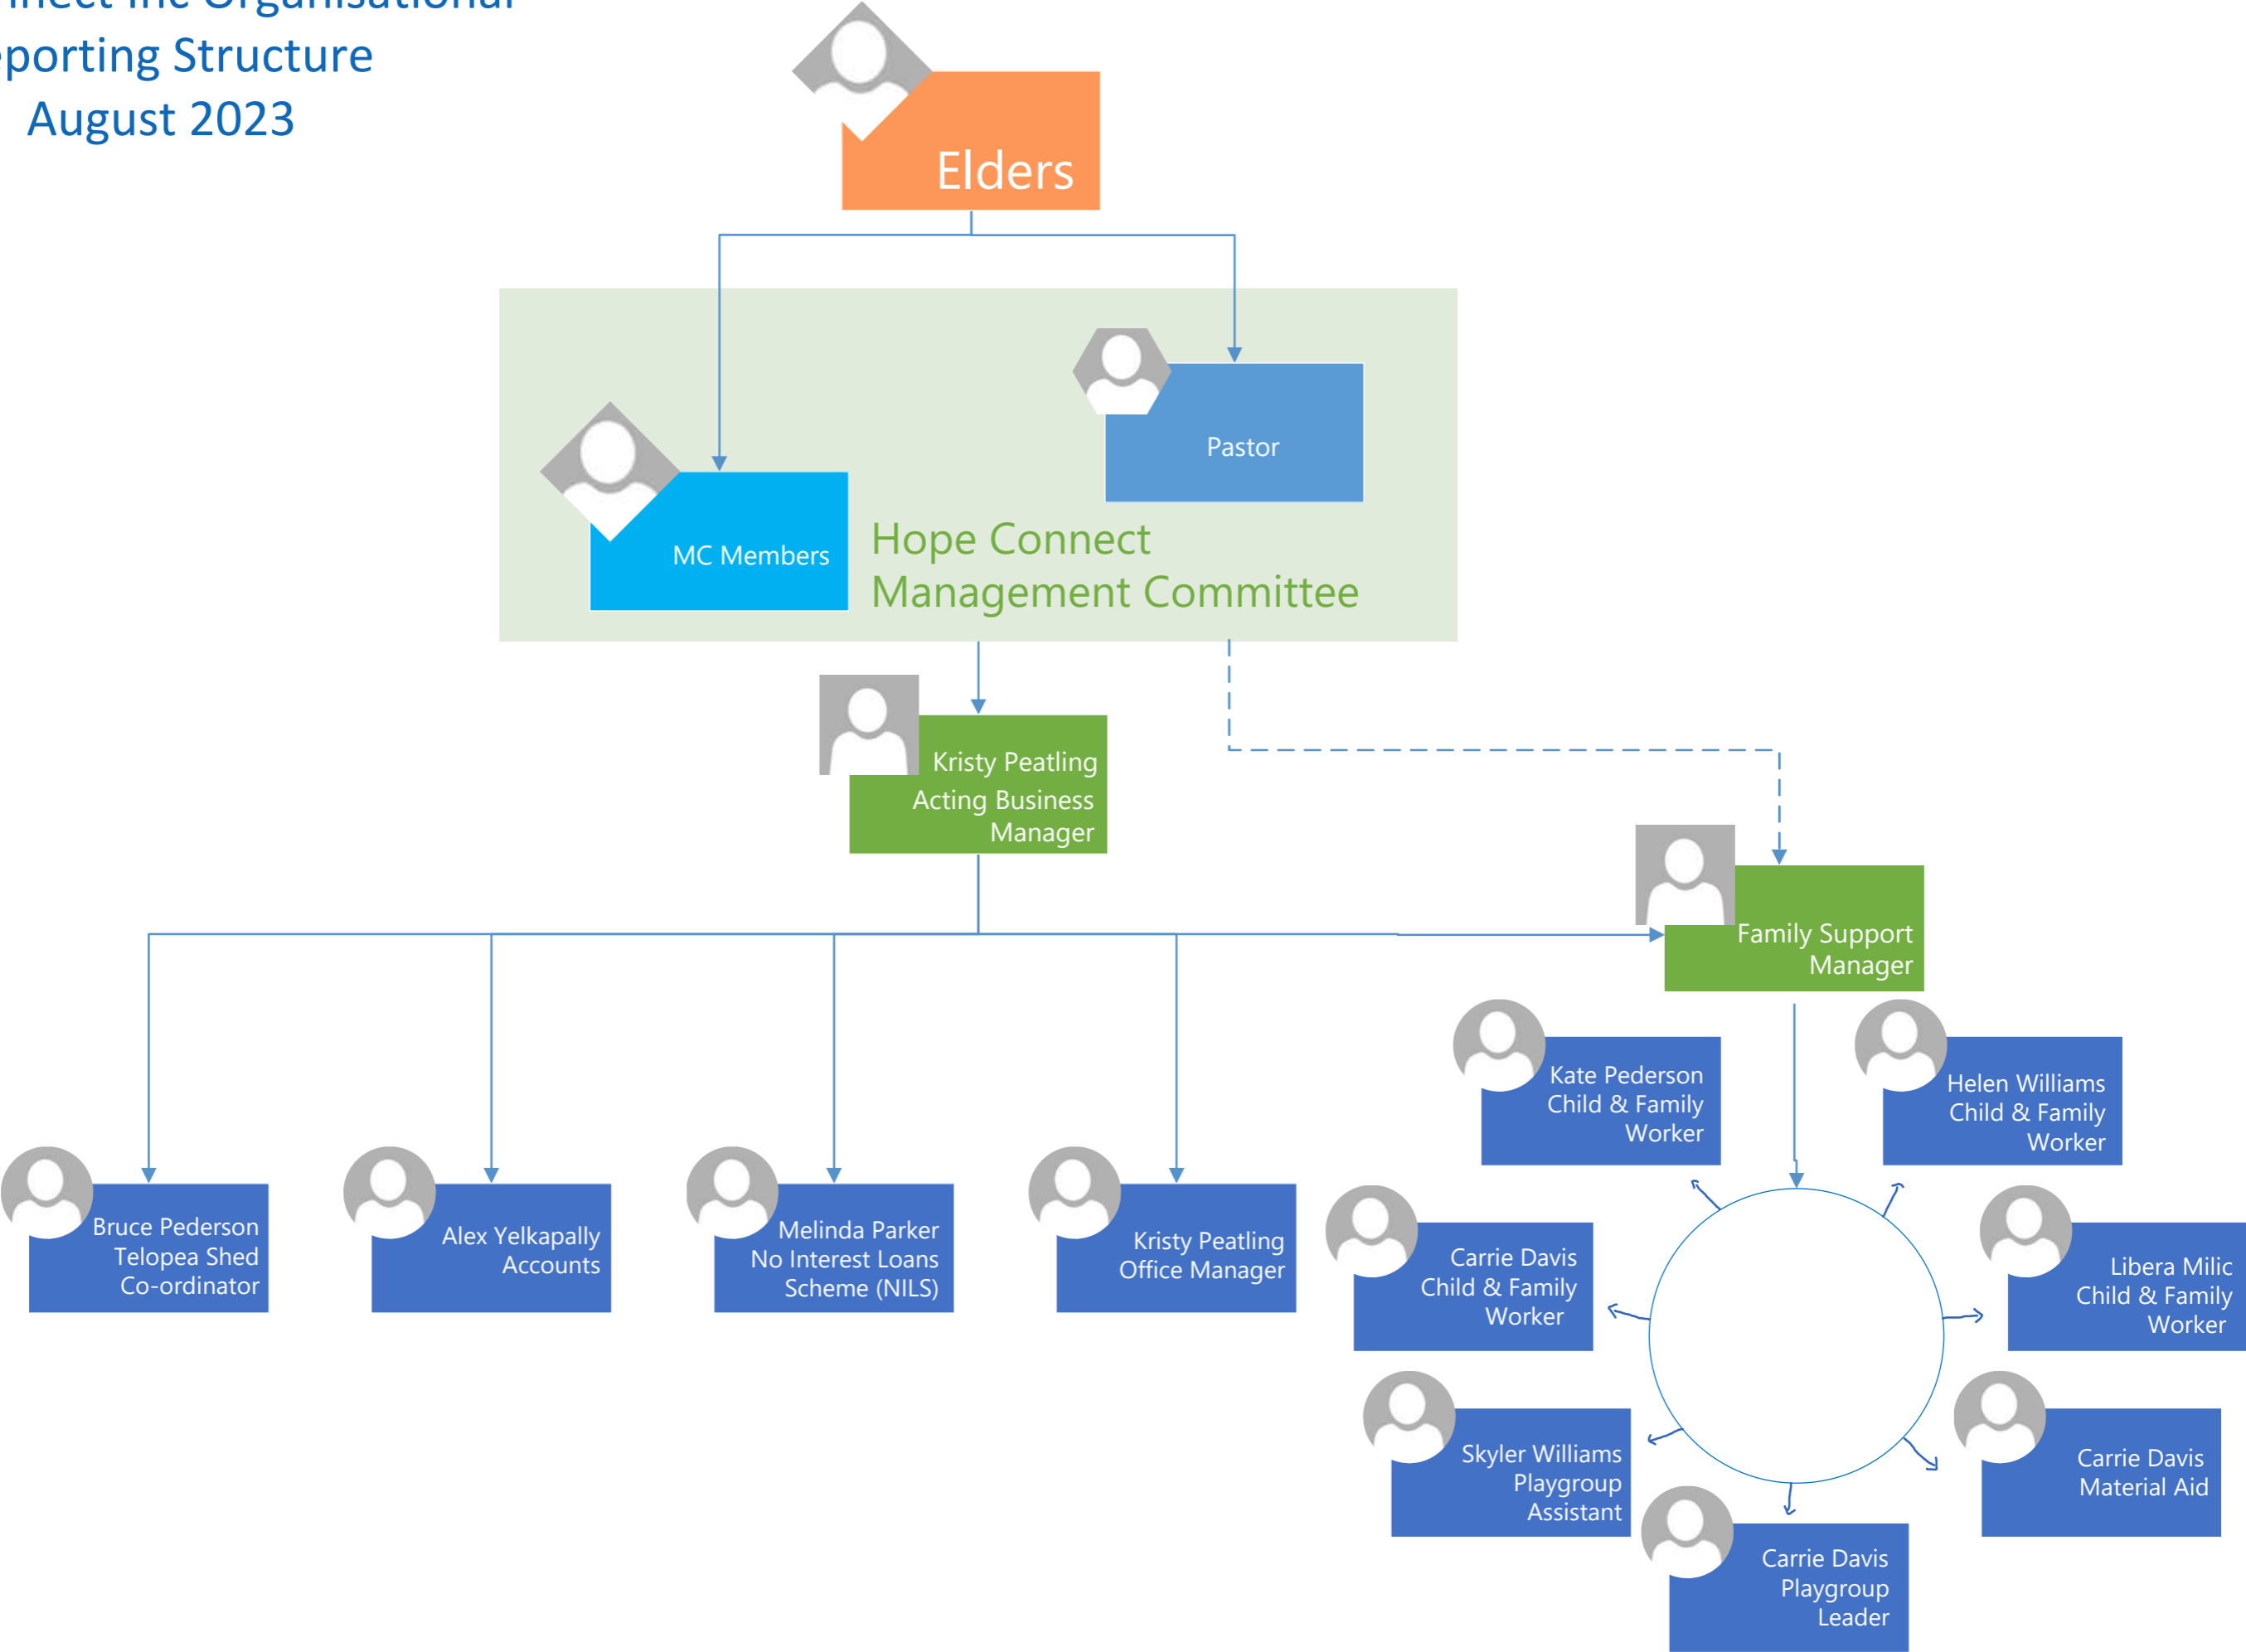 Inc Organisational
Structure
August 2023
Elders
Pastor
MC Members
Hope Connect
Management Committee
Kristy Peatling
Acting Business
Manager
Family Support
Manager
Kate Pederson
Child & Family
Worker
Helen Williams
Child & Family
Worker
Bruce Pederson
Telopea Shed
Co-ordinator
Alex Yelkapally
Accounts
Melinda Parker
No Interest Loans
Scheme (NILS)
Kristy Peatling
Office Manager
Carrie Davis
Child & Family
Worker
Libera Milic
Child & Family
Worker
Skyler Williams
Playgroup
Assistant
Carrie Davis
Material Aid
Carrie Davis
Playgroup
Leader